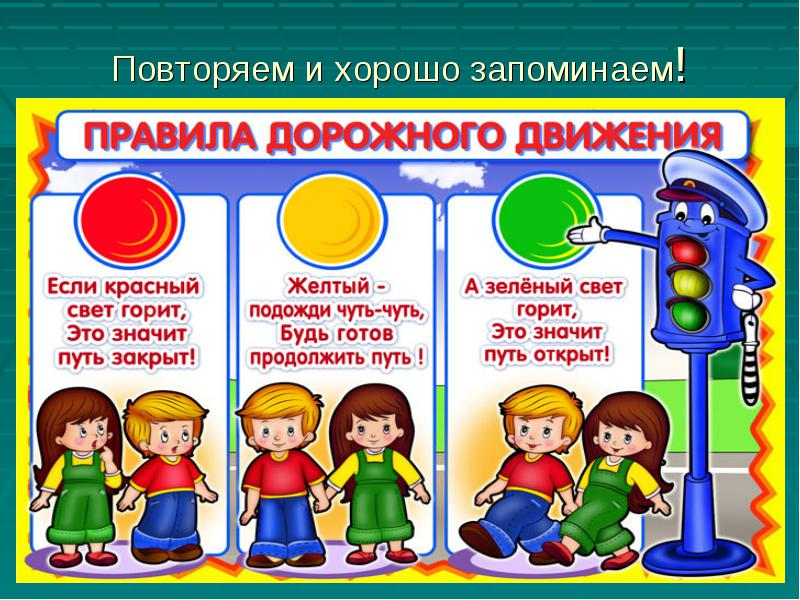 Повторяем и хорошо запоминаем!
ПРАВИЛА ДОРОЖНОГО ДВИЖЕНИЯ
Если красный
свет горит,
Это значит
путь закрыт!
Желтый -
подожди чуть-чуть,
Будь готов
продолжить путь !
А зелёный свет
горит,
Это значит
путь открыт!